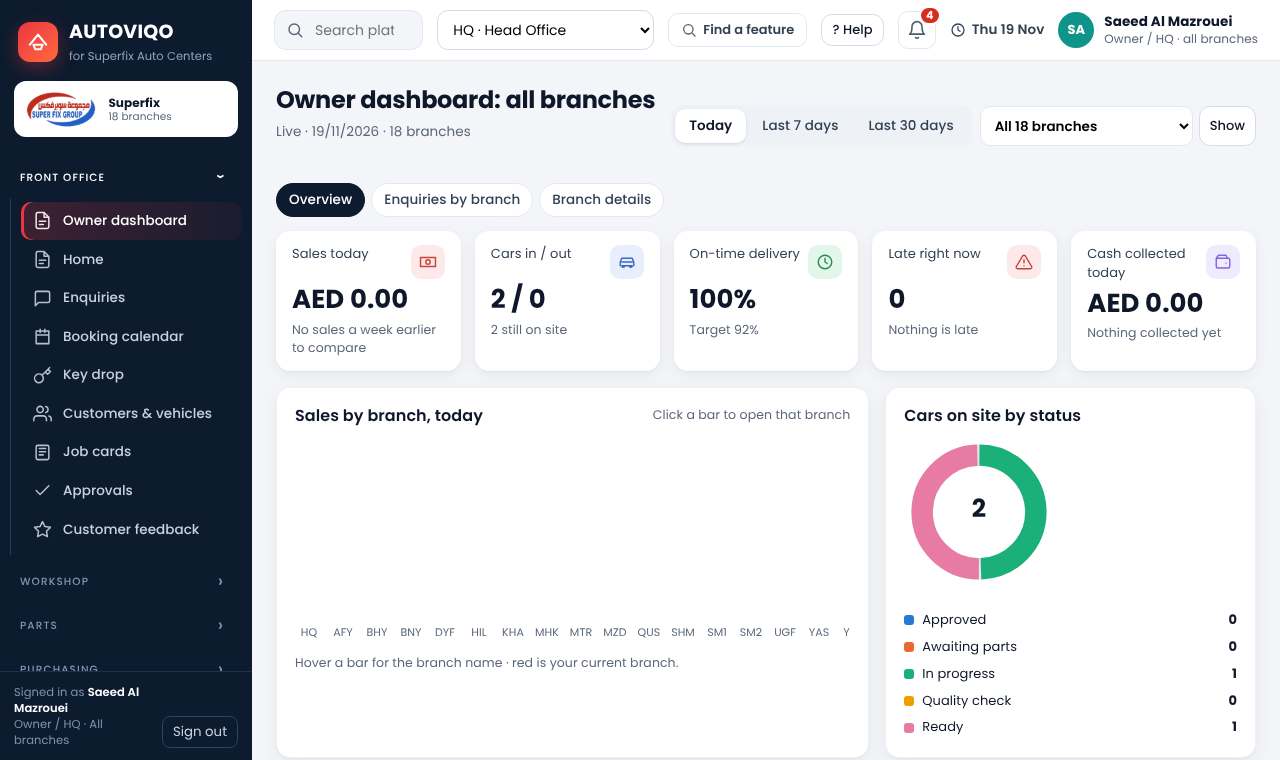 AUTOVIQO
for Superfix Auto Centers
مجموعة سوبر فكس
SUPER FIX GROUP
Superfix
18 branches
FRONT OFFICE
Owner dashboard
Home
Enquiries
Booking calendar
Key drop
Customers & vehicles
Job cards
Approvals
Customer feedback
WORKSHOP
PARTS
PURCHASING
Signed in as Saeed Al
Mazrouei
Owner / HQ · All
branches
Sign out
Search plat
HQ · Head Office
Find a feature
? Help
4
Thu 19 Nov
SA
Saeed Al Mazrouei
Owner / HQ · all branches
Owner dashboard: all branches
Live · 19/11/2026 · 18 branches
Today
Last 7 days
Last 30 days
All 18 branches
Show
Overview
Enquiries by branch
Branch details
Sales today
AED 0.00
No sales a week earlier
to compare
Cars in / out
2 / 0
2 still on site
On-time delivery
100%
Target 92%
Late right now
0
Nothing is late
Cash collected
today
AED 0.00
Nothing collected yet
Sales by branch, today
Click a bar to open that branch
HQ AFY BHY BNY DYF HIL KHA MHK MTR MZD QUS SHM SM1 SM2 UGF YAS Y
Hover a bar for the branch name · red is your current branch.
Cars on site by status
2
Approved 0
Awaiting parts 0
In progress 1
Quality check 0
Ready 1